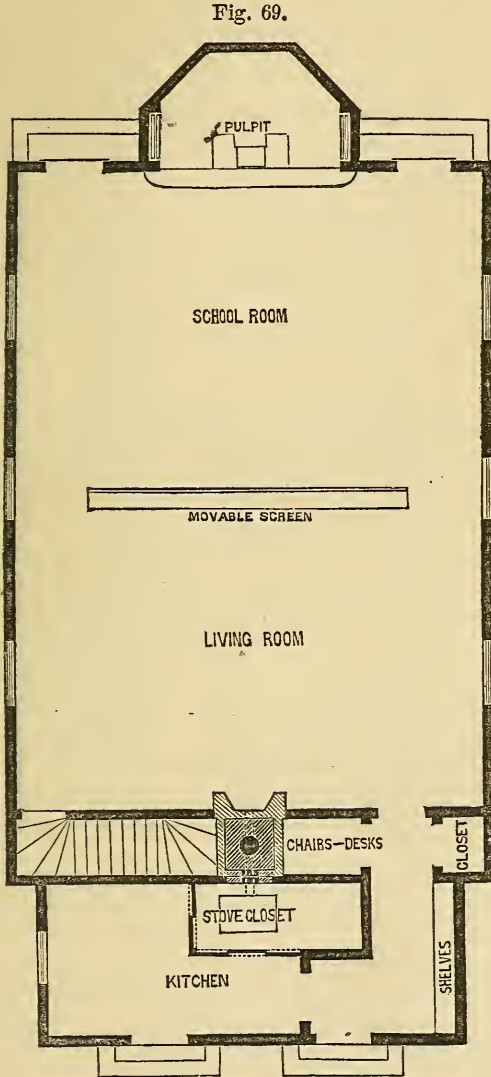 Fig. 69.
PULPIT
SCHOOL ROOM
MOVABLE SCREEN
LIVING ROOM
CHAIRS–DESKS
CLOSET
STOVE CLOSET
KITCHEN
SHELVES